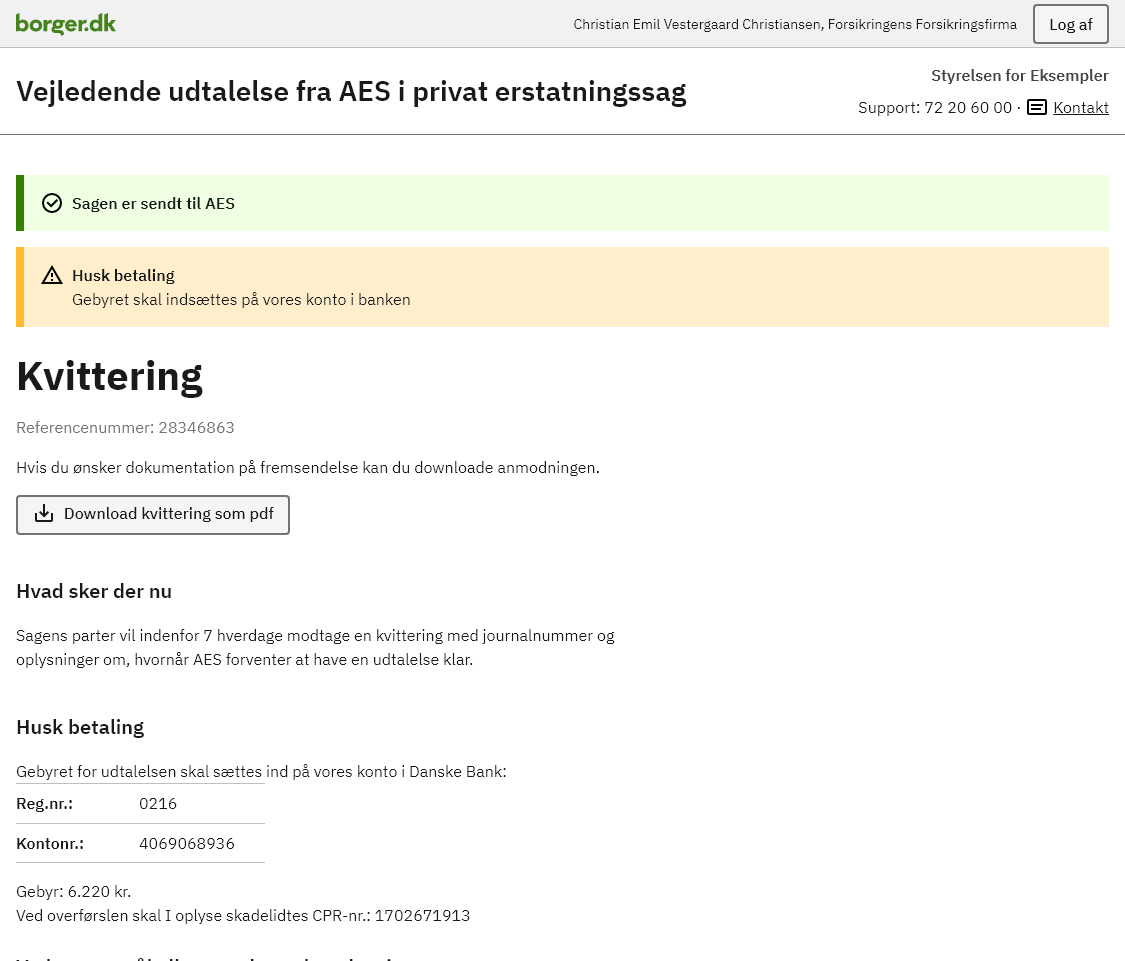 borger.dk
Christian Emil Vestergaard Christiansen, Forsikringens Forsikringsfirma
Log af
Vejledende udtalelse fra AES i privat erstatningssag
Styrelsen for Eksempler
Support: 72 20 60 00 · Kontakt
Sagen er sendt til AES
Husk betaling
Gebyret skal indsættes på vores konto i banken
Kvittering
Referencenummer: 28346863
Hvis du ønsker dokumentation på fremsendelse kan du downloade anmodningen.
Download kvittering som pdf
Hvad sker der nu
Sagens parter vil indenfor 7 hverdage modtage en kvittering med journalnummer og
oplysninger om, hvornår AES forventer at have en udtalelse klar.
Husk betaling
Gebyret for udtalelsen skal sættes ind på vores konto i Danske Bank:
Reg.nr.: 0216
Kontonr.: 4069068936
Gebyr: 6.220 kr.
Ved overførslen skal I oplyse skadelidtes CPR-nr.: 1702671913